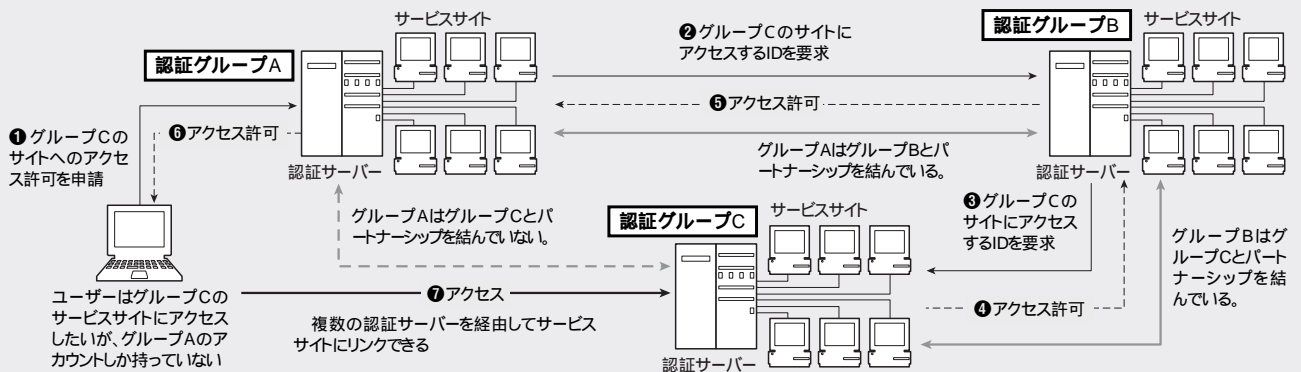 サービスサイト
認証グループA
認証サーバー
❷グループCのサイトに
アクセスするIDを要求
認証グループB
サービスサイト
認証サーバー
❺アクセス許可
❶グループCの
サイトへのアクセ
ス許可を申請
❻アクセス許可
グループAはグループBとパ
ートナーシップを結んでいる。
グループAはグループCとパ
ートナーシップを結んでいない。
認証グループC
サービスサイト
認証サーバー
❸グループCの
サイトにアクセス
するIDを要求
グループBはグ
ループCとパート
ナーシップを結
んでいる。
❹アクセス許可
ユーザーはグループCの
サービスサイトにアクセス
したいが、グループAのア
カウントしか持っていない
❼アクセス
複数の認証サーバーを経由してサービス
サイトにリンクできる